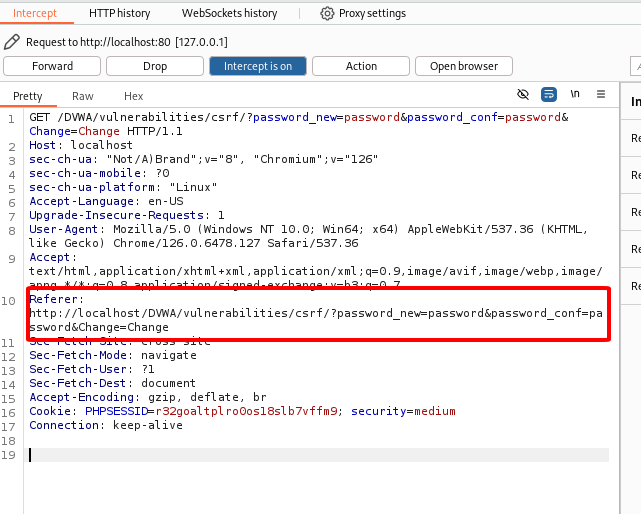 Intercept HTTP history WebSockets history Proxy settings
Request to http://localhost:80 [127.0.0.1]
Forward Drop Intercept is on Action Open browser
Pretty Raw Hex \n
In
1 GET /DVWA/vulnerabilities/csrf/?password_new=password&password_conf=password&
Change=Change HTTP/1.1
2 Host: localhost
3 sec-ch-ua: "Not/A)Brand";v="8", "Chromium";v="126"
4 sec-ch-ua-mobile: ?0
5 sec-ch-ua-platform: "Linux"
6 Accept-Language: en-US
7 Upgrade-Insecure-Requests: 1
8 User-Agent: Mozilla/5.0 (Windows NT 10.0; Win64; x64) AppleWebKit/537.36 (KHTML,
like Gecko) Chrome/126.0.6478.127 Safari/537.36
9 Accept:
text/html,application/xhtml+xml,application/xml;q=0.9,image/avif,image/webp,image/
apng,*/*;q=0.8,application/signed-exchange;v=b3;q=0.7
10 Referer:
http://localhost/DVWA/vulnerabilities/csrf/?password_new=password&password_conf=pa
ssword&Change=Change
11 Sec-Fetch-Site: cross-site
12 Sec-Fetch-Mode: navigate
13 Sec-Fetch-User: ?1
14 Sec-Fetch-Dest: document
15 Accept-Encoding: gzip, deflate, br
16 Cookie: PHPSESSID=r32goaltplro0os18slb7vffm9; security=medium
17 Connection: keep-alive
18
19
Re
Re
Re
Re
Re